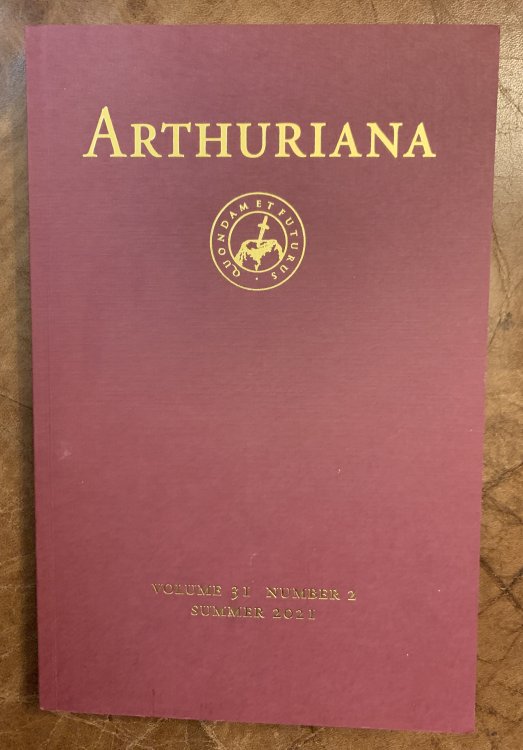 ARTHURIANA
QUONDAM ET FUTURUS ·
VOLUME 31 NUMBER 2
SUMMER 2021